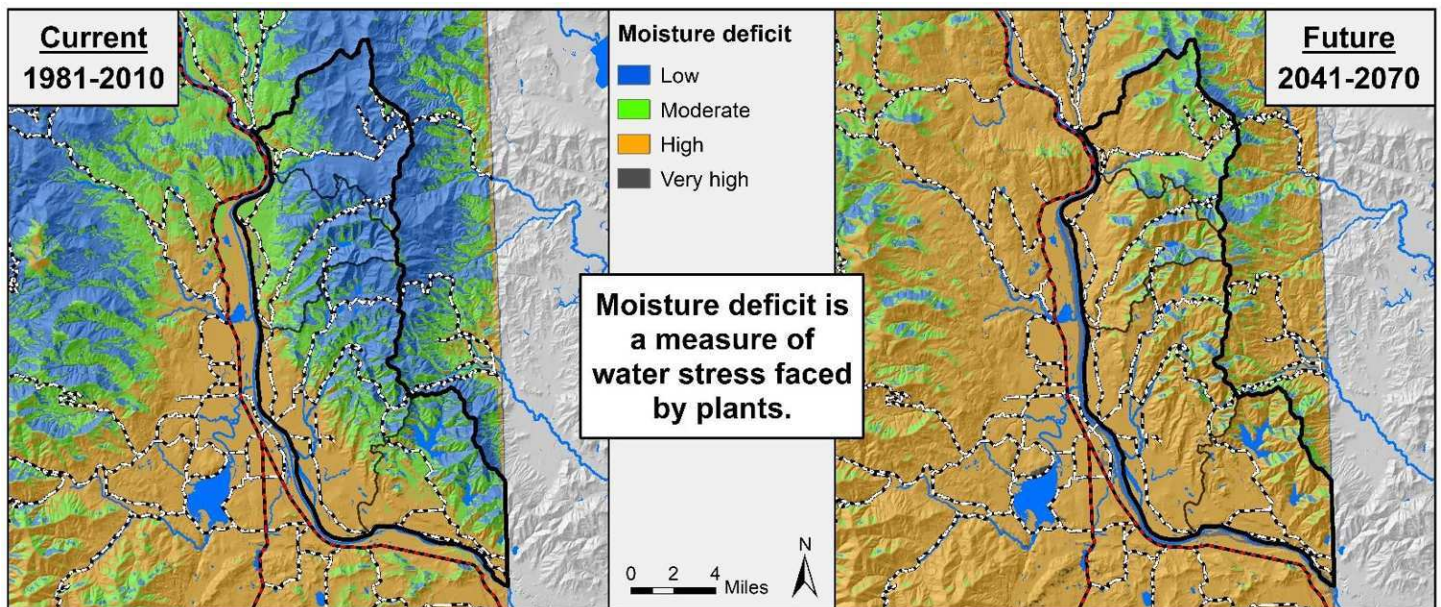 Current
1981-2010
Moisture deficit
Low
Moderate
High
Very high
Moisture deficit is
a measure of
water stress faced
by plants.
0 2 4
Miles
N
Future
2041-2070